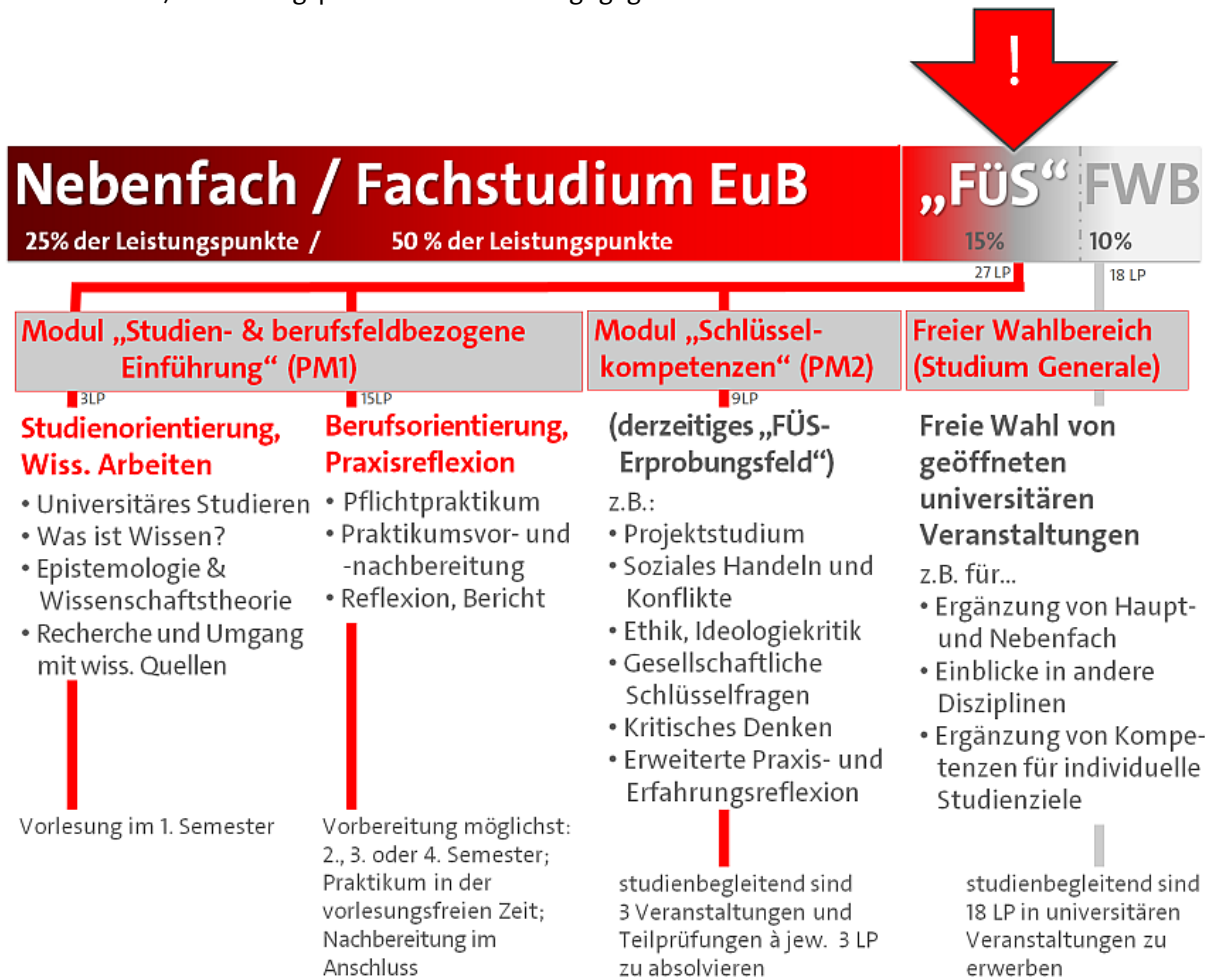 !
Nebenfach / Fachstudium EuB
25% der Leistungspunkte / 50 % der Leistungspunkte
„FÜS“ FWB
15% 10%
27 LP 18 LP
Modul „Studien- & berufsfeldbezogene
Einführung“ (PM1)
3LP 15LP
Studienorientierung,
Wiss. Arbeiten
• Universitäres Studieren
• Was ist Wissen?
• Epistemologie &
Wissenschaftstheorie
• Recherche und Umgang
mit wiss. Quellen
Vorlesung im 1. Semester
Berufsorientierung,
Praxisreflexion
• Pflichtpraktikum
• Praktikumsvor- und
-nachbereitung
• Reflexion, Bericht
Vorbereitung möglichst:
2., 3. oder 4. Semester;
Praktikum in der
vorlesungsfreien Zeit;
Nachbereitung im
Anschluss
Modul „Schlüssel-
kompetenzen“ (PM2)
9LP
(derzeitiges „FÜS-
Erprobungsfeld“)
z.B.:
• Projektstudium
• Soziales Handeln und
Konflikte
• Ethik, Ideologiekritik
• Gesellschaftliche
Schlüsselfragen
• Kritisches Denken
• Erweiterte Praxis- und
Erfahrungsreflexion
studienbegleitend sind
3 Veranstaltungen und
Teilprüfungen à jew. 3 LP
zu absolvieren
Freier Wahlbereich
(Studium Generale)
Freie Wahl von
geöffneten
universitären
Veranstaltungen
z.B. für...
• Ergänzung von Haupt-
und Nebenfach
• Einblicke in andere
Disziplinen
• Ergänzung von Kompe-
tenzen für individuelle
Studienziele
studienbegleitend sind
18 LP in universitären
Veranstaltungen zu
erwerben